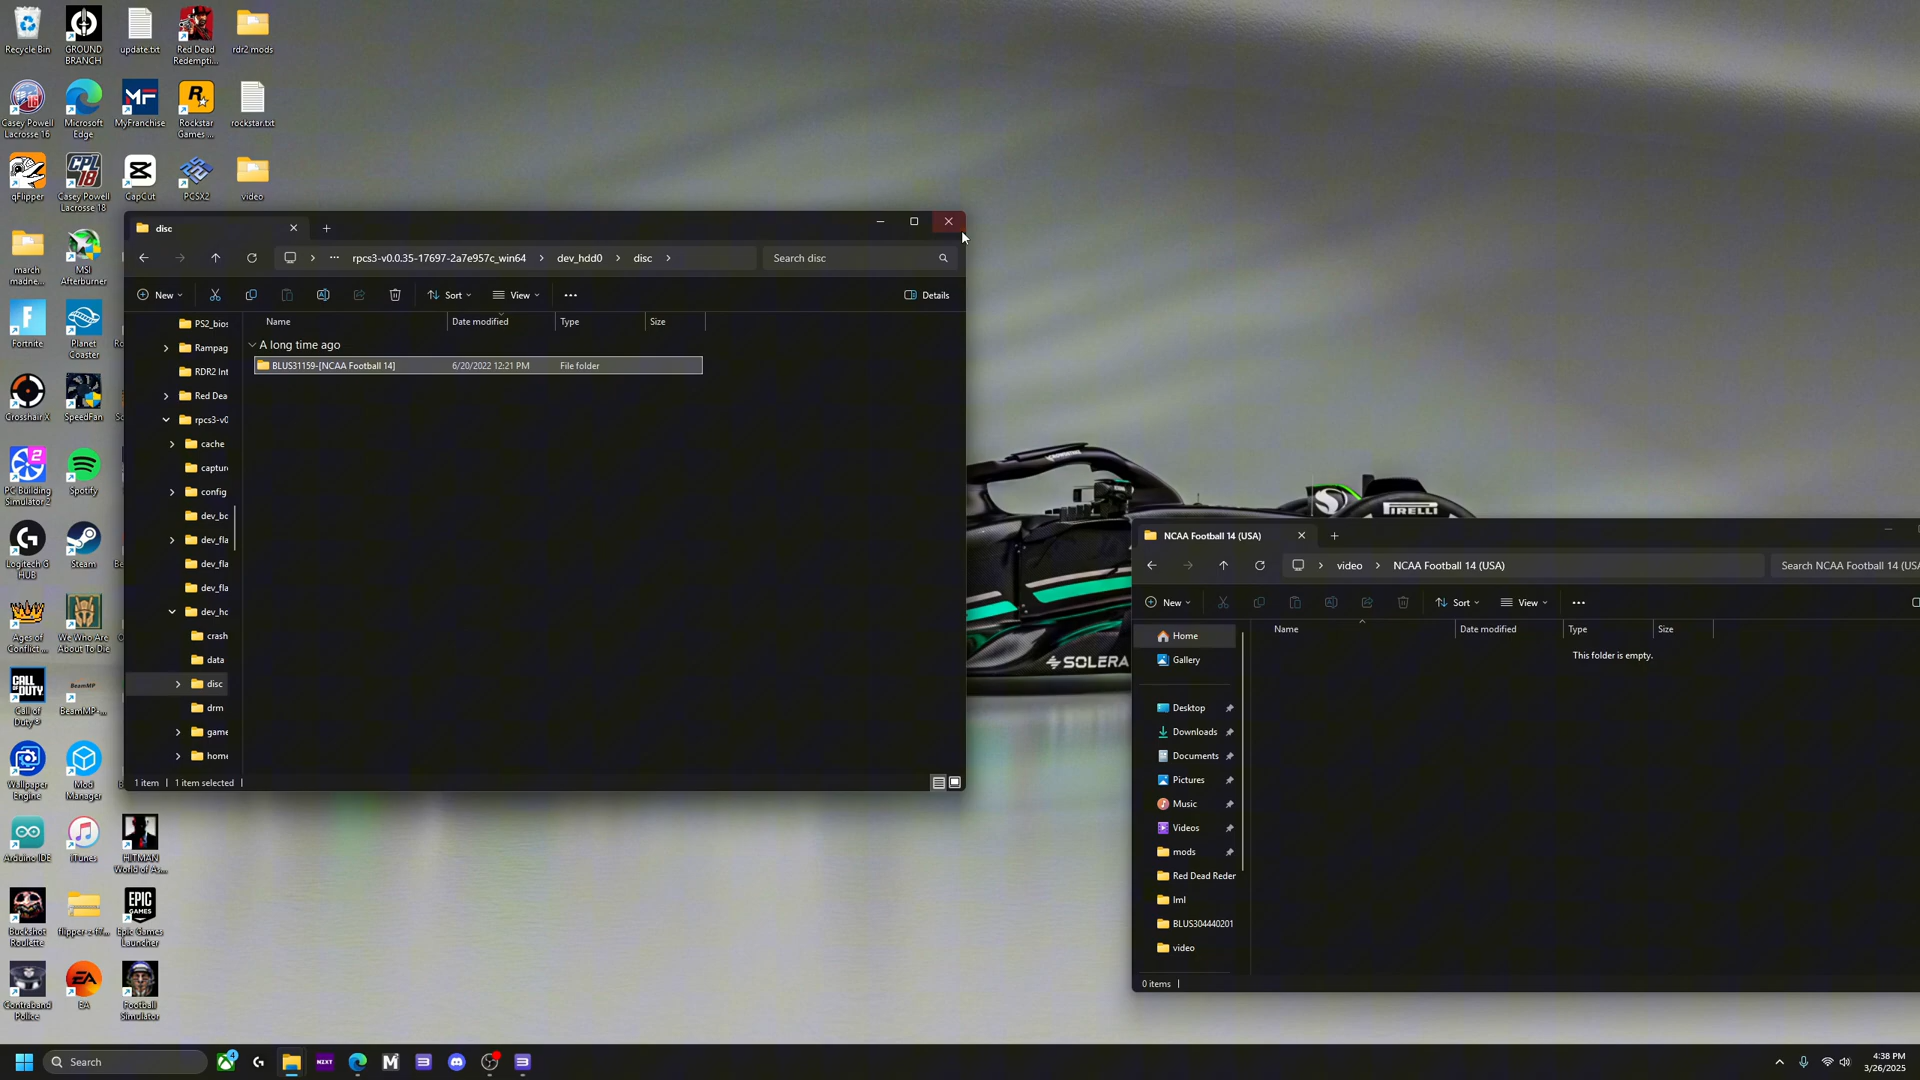 Recycle Bin
GROUND
BRANCH
update.txt
Red Dead
Redempti...
rdr2 mods
Casey Powell
Lacrosse 16
Microsoft
Edge
MyFranchise
Rockstar
Games ...
rockstar.txt
qFlipper
Casey Powell
Lacrosse 18
CapCut
PCSX2
video
march
madne...
MSI
Afterburner
Fortnite
Planet
Coaster
Crosshair X
SpeedFan
PC Building
Simulator 2
Spotify
Logitech G
HUB
Steam
Ages of
Conflict...
We Who Are
About To Die
Call of
Duty®
BeamMP-...
Wallpaper
Engine
Mod
Manager
Arduino IDE
iTunes
HITMAN
World of As...
Buckshot
Roulette
flipper-z-f7...
Epic Games
Launcher
Contraband
Police
EA
Football
Simulator
disc
rpcs3-v0.0.35-17697-2a7e957c_win64
dev_hdd0
disc
Search disc
New
Sort
View
Details
Name
Date modified
Type
Size
A long time ago
BLUS31159-[NCAA Football 14]
6/20/2022 12:21 PM
File folder
PS2_bios
Rampag
RDR2 Int
Red Dea
rpcs3-v0
cache
capture
config
dev_bd
dev_fla
dev_fla
dev_fla
dev_hd
crash
data
disc
drm
game
home
1 item
1 item selected
PIRELLI
SOLERA
NCAA Football 14 (USA)
video
NCAA Football 14 (USA)
Search NCAA Football 14 (USA
New
Sort
View
Name
Date modified
Type
Size
This folder is empty.
Home
Gallery
Desktop
Downloads
Documents
Pictures
Music
Videos
mods
Red Dead Reder
lml
BLUS304440201
video
0 items
Search
4
NZXT
4:38 PM
3/26/2025